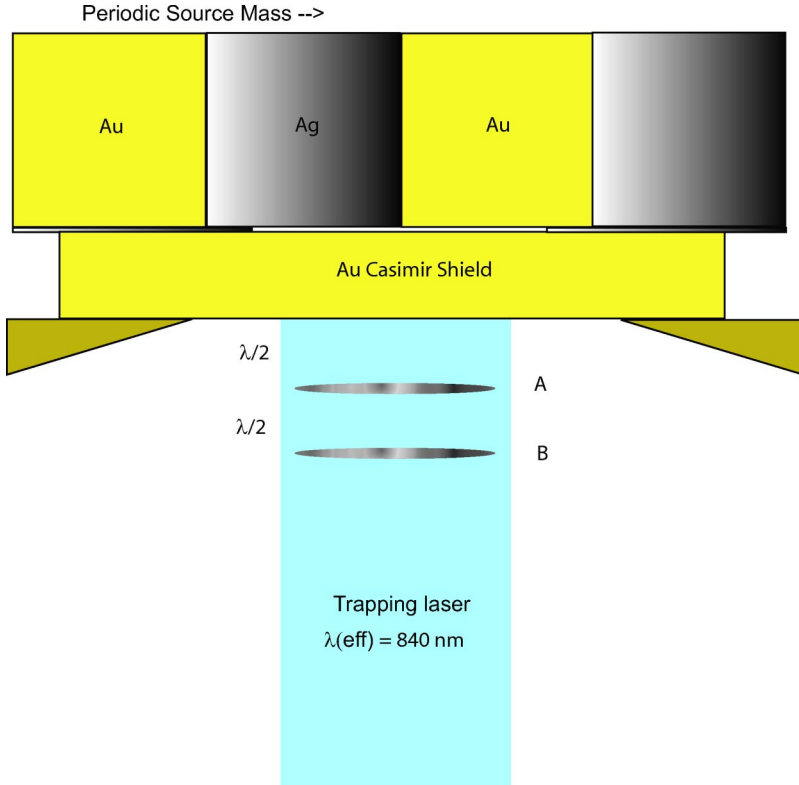 Periodic Source Mass -->
Au
Ag
Au
Au Casimir Shield
λ/2
A
λ/2
B
Trapping laser
λ(eff) = 840 nm